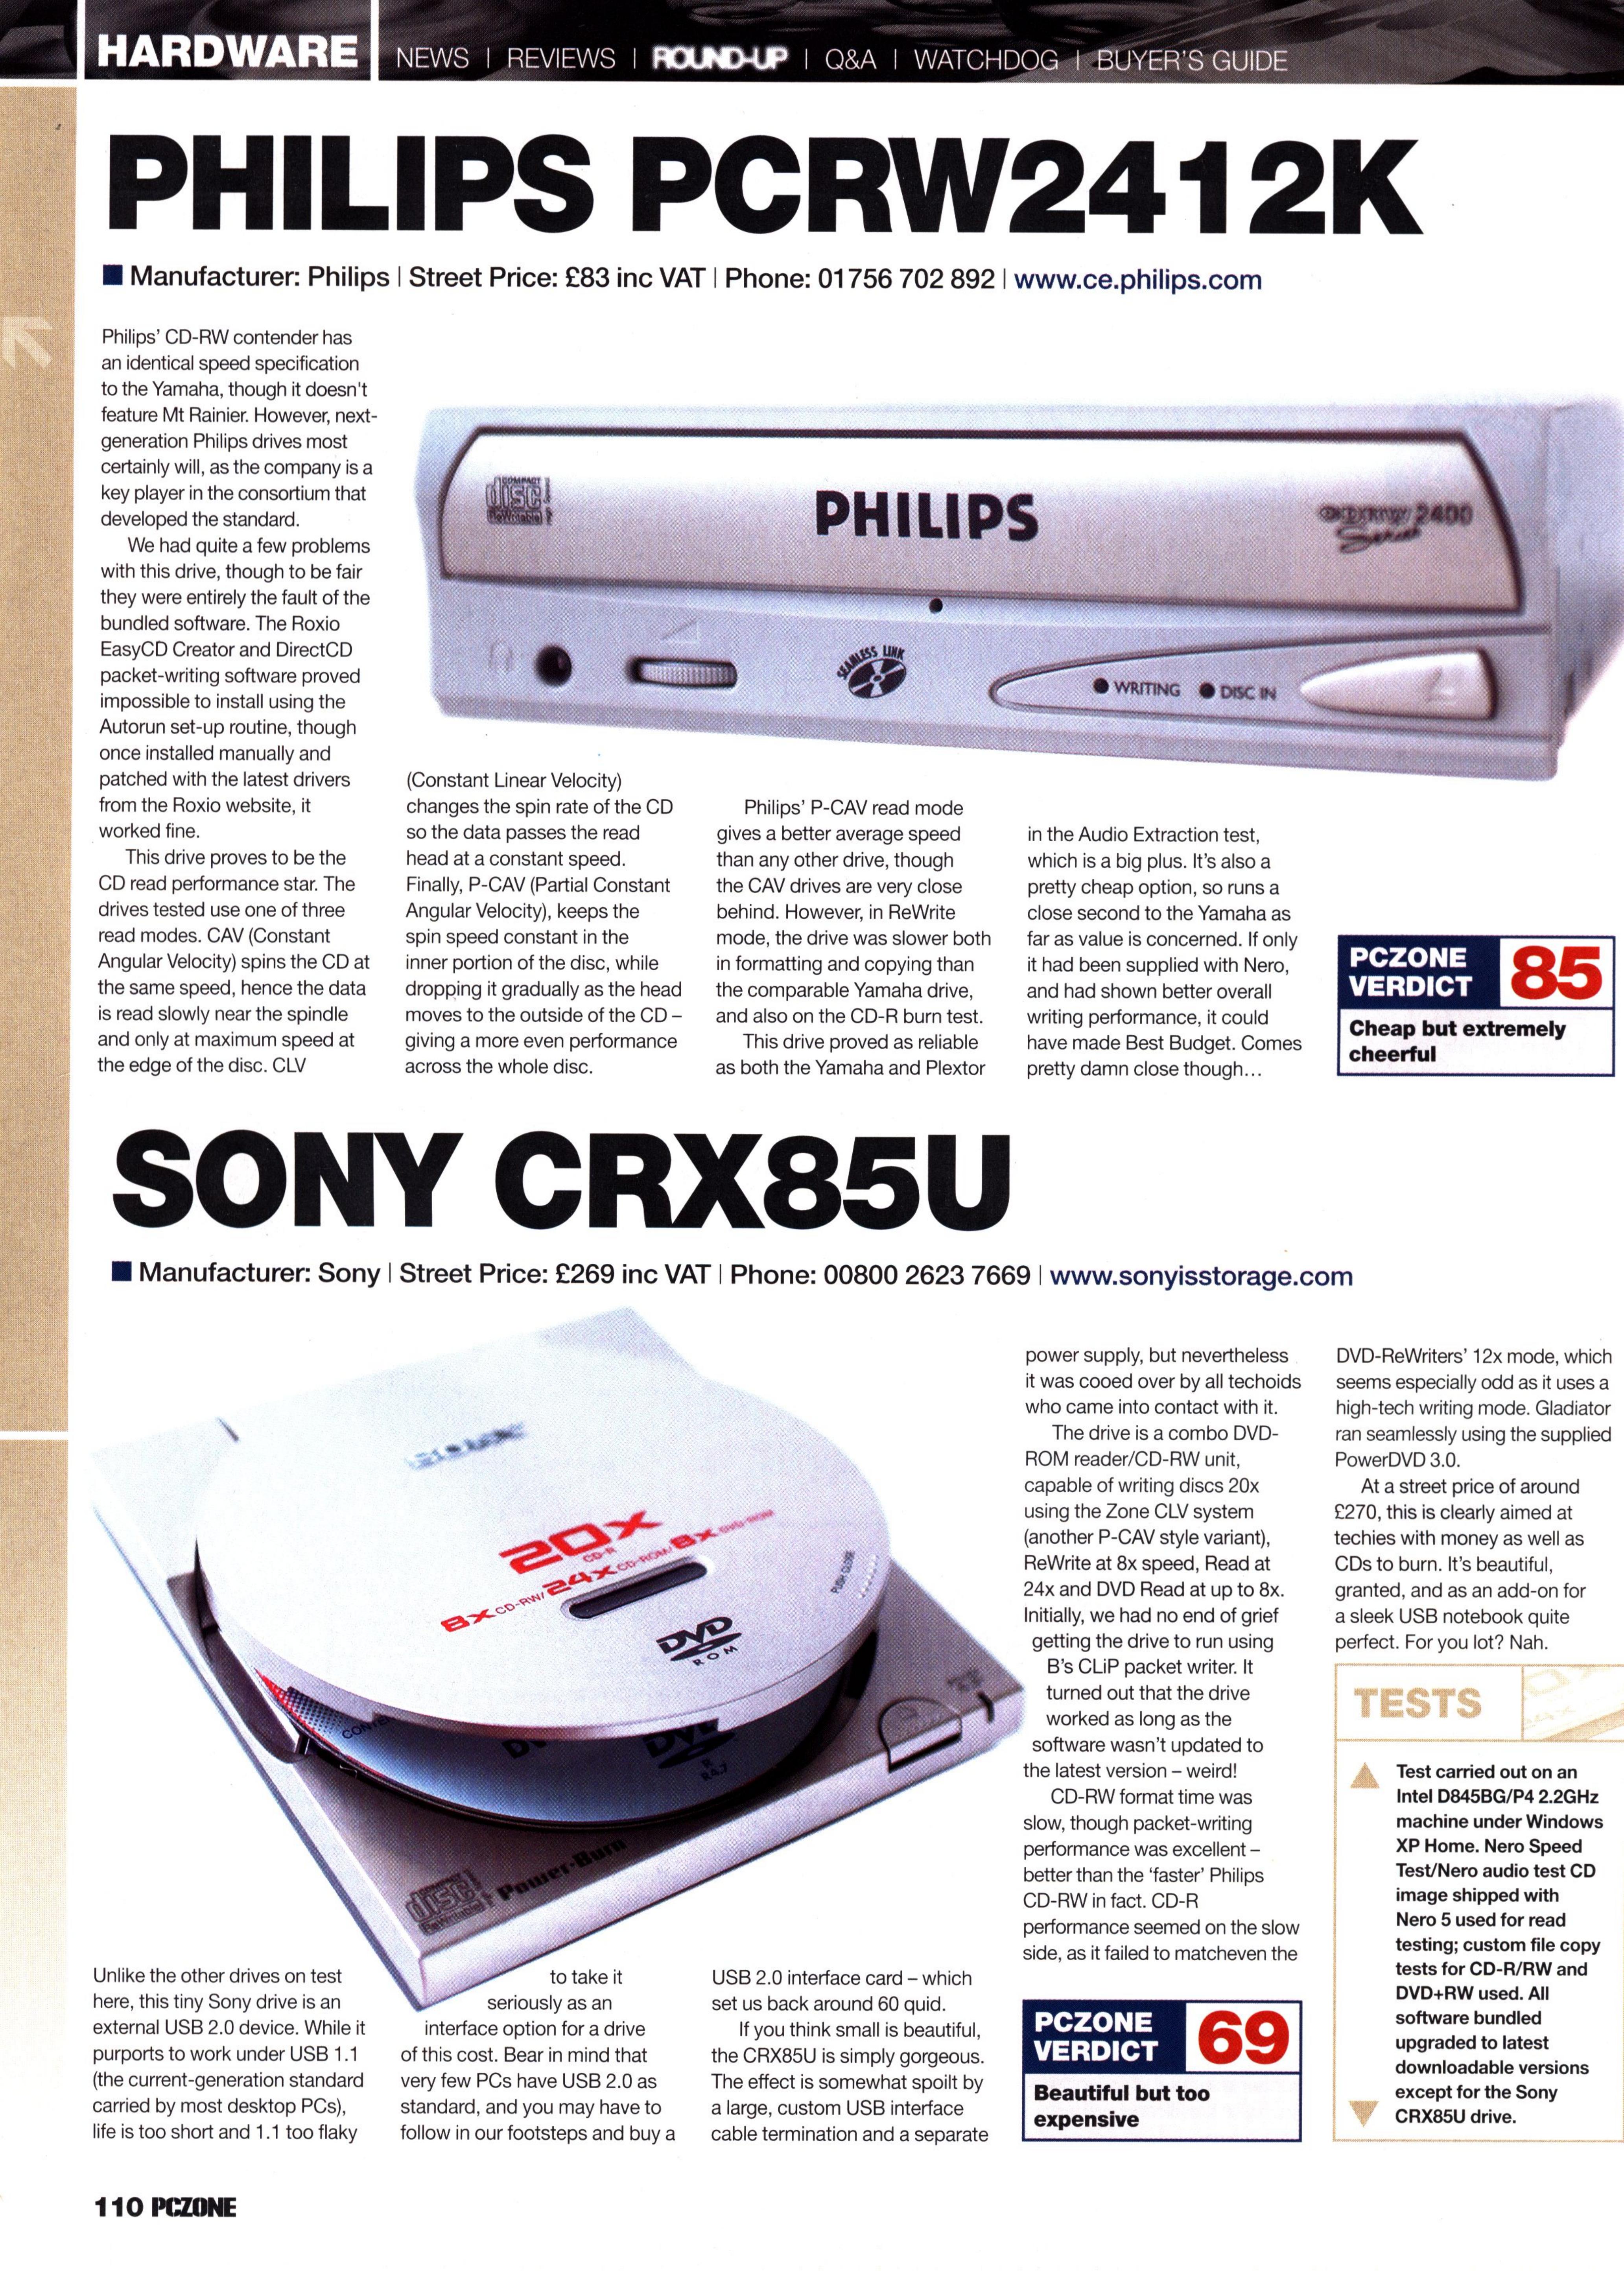 HARDWARE
NEWS | REVIEWS | ROUND-UP | Q&A | WATCHDOG | BUYER'S GUIDE
PHILIPS PCRW2412K
■ Manufacturer: Philips | Street Price: £83 inc VAT | Phone: 01756 702 892 | www.ce.philips.com
Philips' CD-RW contender has
an identical speed specification
to the Yamaha, though it doesn't
feature Mt Rainier. However, next-
generation Philips drives most
certainly will, as the company is a
key player in the consortium that
developed the standard.
We had quite a few problems
with this drive, though to be fair
they were entirely the fault of the
bundled software. The Roxio
EasyCD Creator and DirectCD
packet-writing software proved
impossible to install using the
Autorun set-up routine, though
once installed manually and
patched with the latest drivers
from the Roxio website, it
worked fine.
This drive proves to be the
CD read performance star. The
drives tested use one of three
read modes. CAV (Constant
Angular Velocity) spins the CD at
the same speed, hence the data
is read slowly near the spindle
and only at maximum speed at
the edge of the disc. CLV
COMPACT
disc
ReWritable
PHILIPS
2400
Series
SEAMLESS LINK
WRITING
DISC IN
(Constant Linear Velocity)
changes the spin rate of the CD
so the data passes the read
head at a constant speed.
Finally, P-CAV (Partial Constant
Angular Velocity), keeps the
spin speed constant in the
inner portion of the disc, while
dropping it gradually as the head
moves to the outside of the CD –
giving a more even performance
across the whole disc.
Philips' P-CAV read mode
gives a better average speed
than any other drive, though
the CAV drives are very close
behind. However, in ReWrite
mode, the drive was slower both
in formatting and copying than
the comparable Yamaha drive,
and also on the CD-R burn test.
This drive proved as reliable
as both the Yamaha and Plextor
in the Audio Extraction test,
which is a big plus. It's also a
pretty cheap option, so runs a
close second to the Yamaha as
far as value is concerned. If only
it had been supplied with Nero,
and had shown better overall
writing performance, it could
have made Best Budget. Comes
pretty damn close though...
PCZONE
VERDICT
85
Cheap but extremely
cheerful
SONY CRX85U
■ Manufacturer: Sony | Street Price: £269 inc VAT | Phone: 00800 2623 7669 | www.sonyisstorage.com
SONY
20x
CD-R
8x CD-RW/24x CD-ROM/8x DVD-ROM
PUSH CLOSE
DVD
ROM
DVD
R
R4.7
COMPACT
disc
ReWritable
Power-Burn
Unlike the other drives on test
here, this tiny Sony drive is an
external USB 2.0 device. While it
purports to work under USB 1.1
(the current-generation standard
carried by most desktop PCs),
life is too short and 1.1 too flaky
to take it
seriously as an
interface option for a drive
of this cost. Bear in mind that
very few PCs have USB 2.0 as
standard, and you may have to
follow in our footsteps and buy a
USB 2.0 interface card – which
set us back around 60 quid.
If you think small is beautiful,
the CRX85U is simply gorgeous.
The effect is somewhat spoilt by
a large, custom USB interface
cable termination and a separate
power supply, but nevertheless
it was cooed over by all techoids
who came into contact with it.
The drive is a combo DVD-
ROM reader/CD-RW unit,
capable of writing discs 20x
using the Zone CLV system
(another P-CAV style variant),
ReWrite at 8x speed, Read at
24x and DVD Read at up to 8x.
Initially, we had no end of grief
getting the drive to run using
B's CLiP packet writer. It
turned out that the drive
worked as long as the
software wasn't updated to
the latest version – weird!
CD-RW format time was
slow, though packet-writing
performance was excellent –
better than the 'faster' Philips
CD-RW in fact. CD-R
performance seemed on the slow
side, as it failed to matcheven the
DVD-ReWriters' 12x mode, which
seems especially odd as it uses a
high-tech writing mode. Gladiator
ran seamlessly using the supplied
PowerDVD 3.0.
At a street price of around
£270, this is clearly aimed at
techies with money as well as
CDs to burn. It's beautiful,
granted, and as an add-on for
a sleek USB notebook quite
perfect. For you lot? Nah.
PCZONE
VERDICT
69
Beautiful but too
expensive
TESTS
Test carried out on an
Intel D845BG/P4 2.2GHz
machine under Windows
XP Home. Nero Speed
Test/Nero audio test CD
image shipped with
Nero 5 used for read
testing; custom file copy
tests for CD-R/RW and
DVD+RW used. All
software bundled
upgraded to latest
downloadable versions
except for the Sony
CRX85U drive.
110 PCZONE